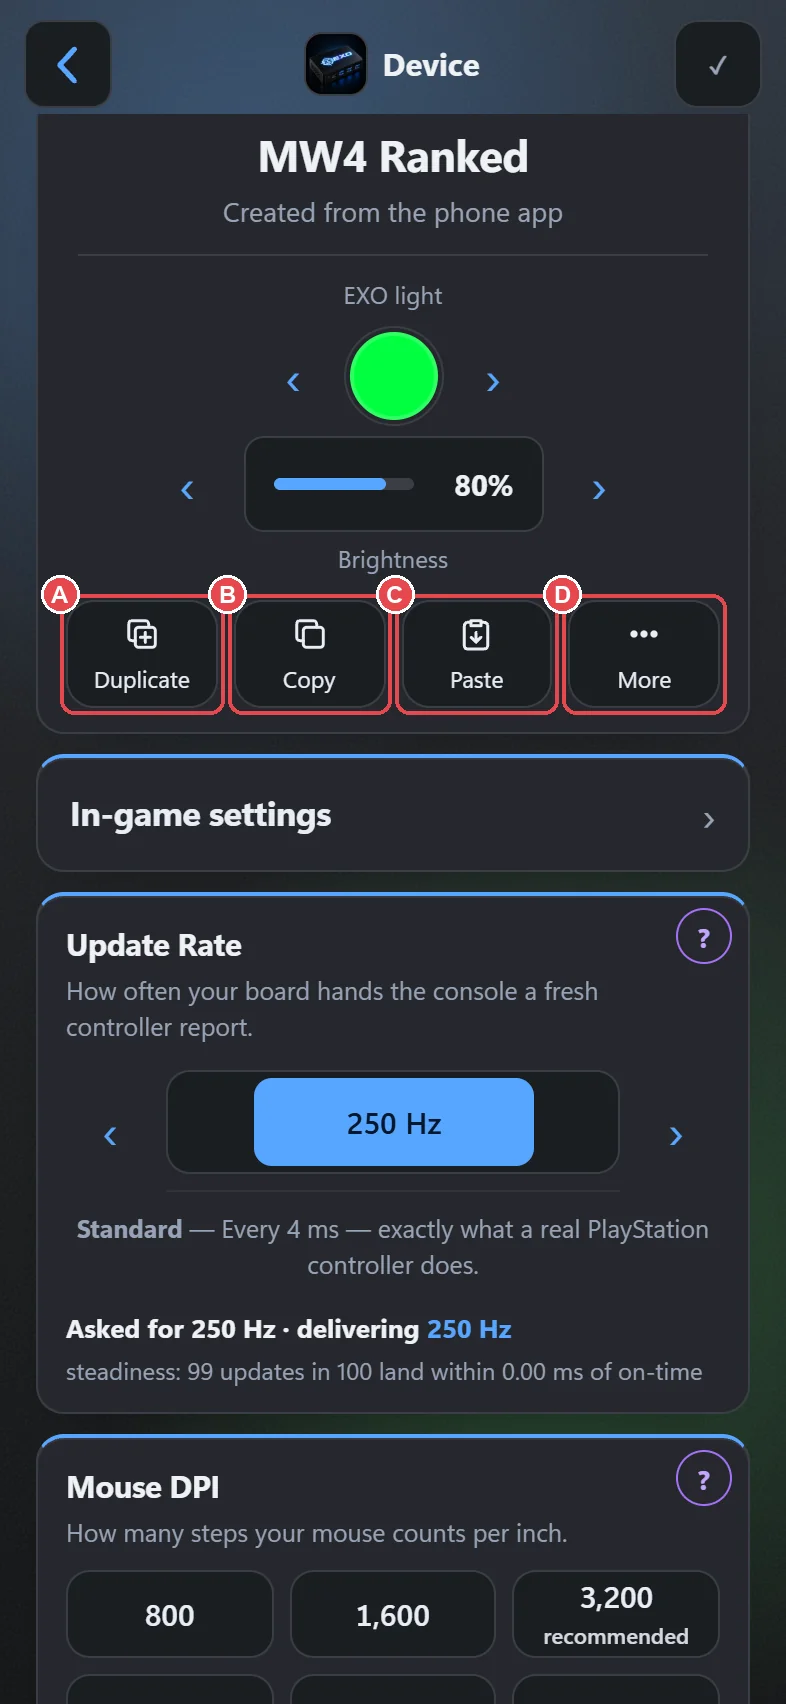 Device
MW4 Ranked
Created from the phone app
EXO light
80%
Brightness
A B C D
Duplicate Copy Paste More
In-game settings
Update Rate
?
How often your board hands the console a fresh
controller report.
250 Hz
Standard — Every 4 ms — exactly what a real PlayStation
controller does.
Asked for 250 Hz · delivering 250 Hz
steadiness: 99 updates in 100 land within 0.00 ms of on-time
Mouse DPI
?
How many steps your mouse counts per inch.
800 1,600 3,200
recommended